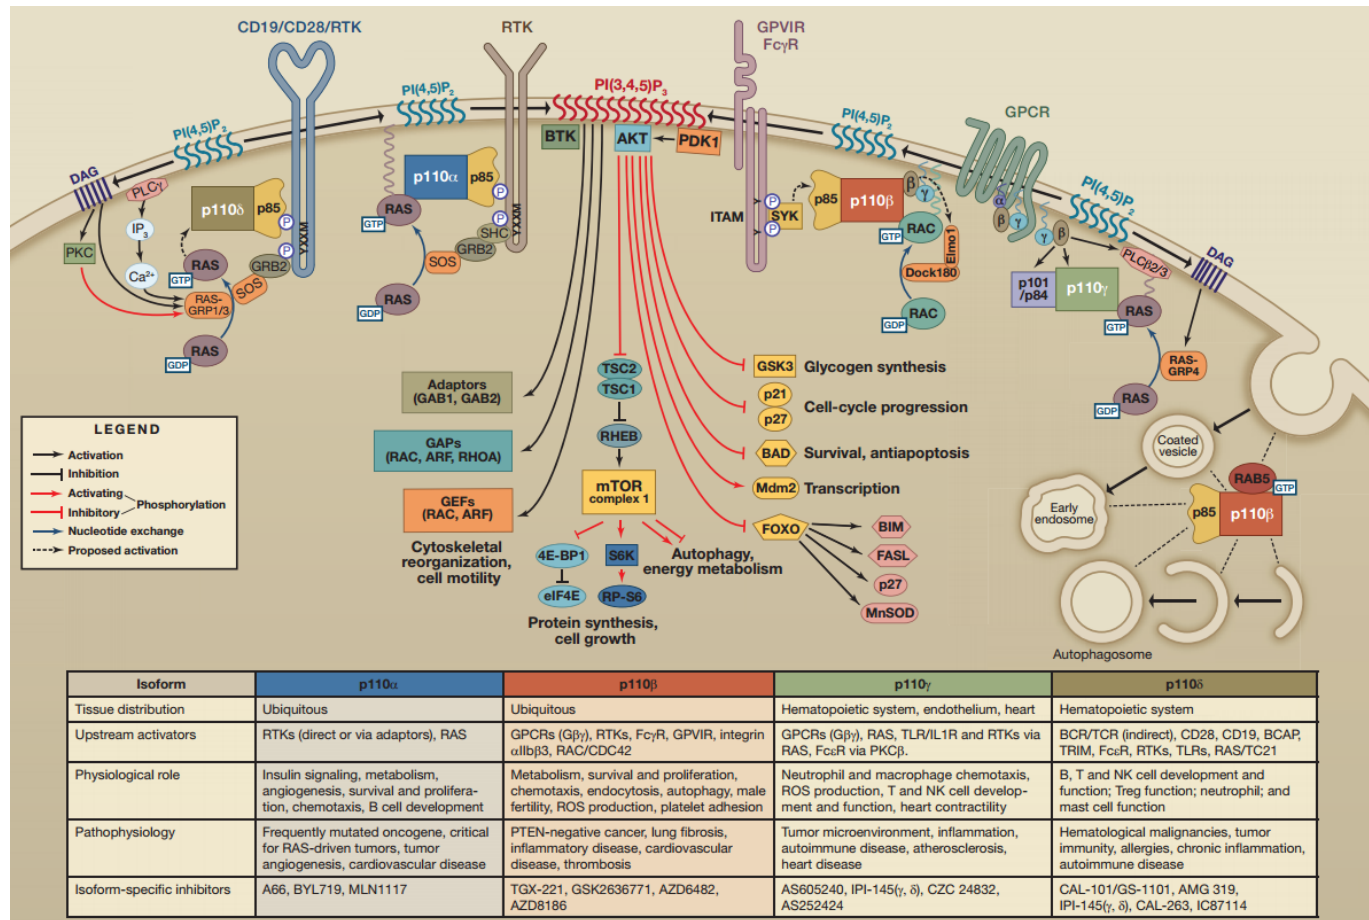 CD19/CD28/RTK
RTK
GPVIR
FcγR
GPCR
PI(4,5)P2
PI(4,5)P2
PI(3,4,5)P3
PI(4,5)P2
PI(4,5)P2
DAG
PLCγ
IP3
Ca2+
PKC
p110δ
p85
P
P
YXXM
RAS
GTP
GRB2
SOS
RAS-
GRP1/3
RAS
GDP
p110α
p85
P
P
YXXM
RAS
GTP
SHC
GRB2
SOS
RAS
GDP
BTK
AKT
PDK1
ITAM
Y
Y
P
P
SYK
p85
p110β
β
γ
RAC
GTP
Elmo1
Dock180
RAC
GDP
α
β
γ
γ
β
p101
/p84
p110γ
PLCβ2/3
DAG
RAS
GTP
RAS-
GRP4
RAS
GDP
Adaptors
(GAB1, GAB2)
GAPs
(RAC, ARF, RHOA)
GEFs
(RAC, ARF)
Cytoskeletal
reorganization,
cell motility
TSC2
TSC1
RHEB
mTOR
complex 1
4E-BP1
eIF4E
S6K
RP-S6
Protein synthesis,
cell growth
Autophagy,
energy metabolism
GSK3
Glycogen synthesis
p21
p27
Cell-cycle progression
BAD
Survival, antiapoptosis
Mdm2
Transcription
FOXO
BIM
FASL
p27
MnSOD
Coated
vesicle
Early
endosome
RAB5
GTP
p85
p110β
Autophagosome
LEGEND
Activation
Inhibition
Activating
Inhibitory
Phosphorylation
Nucleotide exchange
Proposed activation
Isoform
p110α
p110β
p110γ
p110δ
Tissue distribution
Ubiquitous
Ubiquitous
Hematopoietic system, endothelium, heart
Hematopoietic system
Upstream activators
RTKs (direct or via adaptors), RAS
GPCRs (Gβγ), RTKs, FcγR, GPVIR, integrin
αIIbβ3, RAC/CDC42
GPCRs (Gβγ), RAS, TLR/IL1R and RTKs via
RAS, FcεR via PKCβ.
BCR/TCR (indirect), CD28, CD19, BCAP,
TRIM, FcεR, RTKs, TLRs, RAS/TC21
Physiological role
Insulin signaling, metabolism,
angiogenesis, survival and prolifera-
tion, chemotaxis, B cell development
Metabolism, survival and proliferation,
chemotaxis, endocytosis, autophagy, male
fertility, ROS production, platelet adhesion
Neutrophil and macrophage chemotaxis,
ROS production, T and NK cell develop-
ment and function, heart contractility
B, T and NK cell development and
function; Treg function; neutrophil; and
mast cell function
Pathophysiology
Frequently mutated oncogene, critical
for RAS-driven tumors, tumor
angiogenesis, cardiovascular disease
PTEN-negative cancer, lung fibrosis,
inflammatory disease, cardiovascular
disease, thrombosis
Tumor microenvironment, inflammation,
autoimmune disease, atherosclerosis,
heart disease
Hematological malignancies, tumor
immunity, allergies, chronic inflammation,
autoimmune disease
Isoform-specific inhibitors
A66, BYL719, MLN1117
TGX-221, GSK2636771, AZD6482,
AZD8186
AS605240, IPI-145(γ, δ), CZC 24832,
AS252424
CAL-101/GS-1101, AMG 319,
IPI-145(γ, δ), CAL-263, IC87114